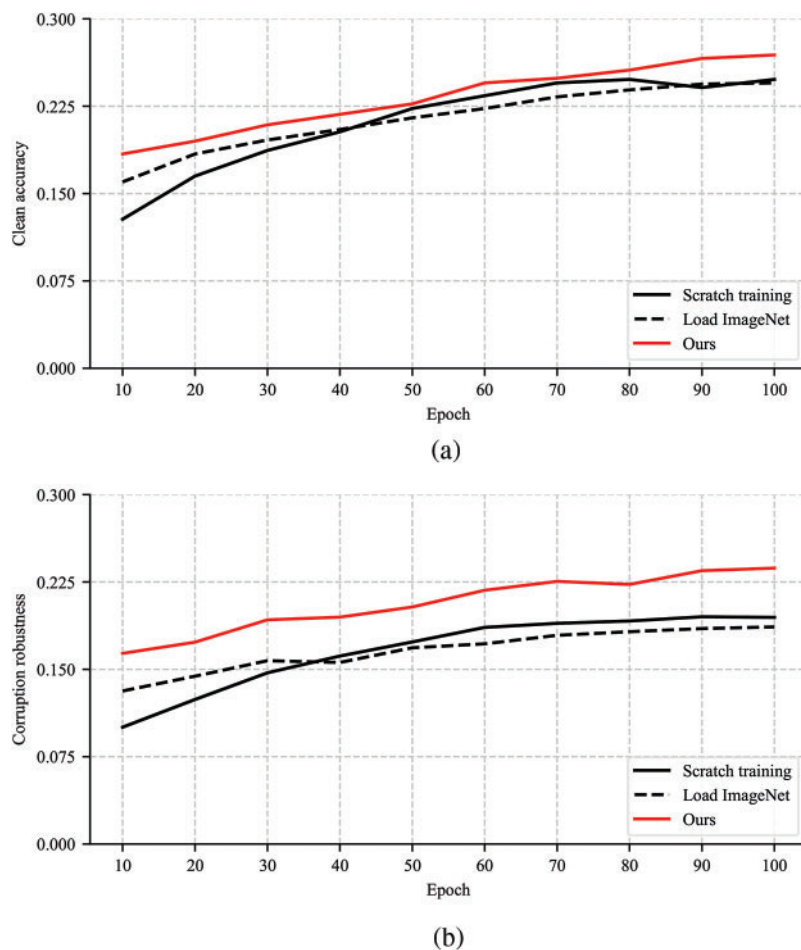 0.300
0.225
0.150
0.075
0.000
Clean accuracy
Scratch training
Load ImageNet
Ours
10 20 30 40 50 60 70 80 90 100
Epoch
(a)
0.300
0.225
0.150
0.075
0.000
Corruption robustness
Scratch training
Load ImageNet
Ours
10 20 30 40 50 60 70 80 90 100
Epoch
(b)